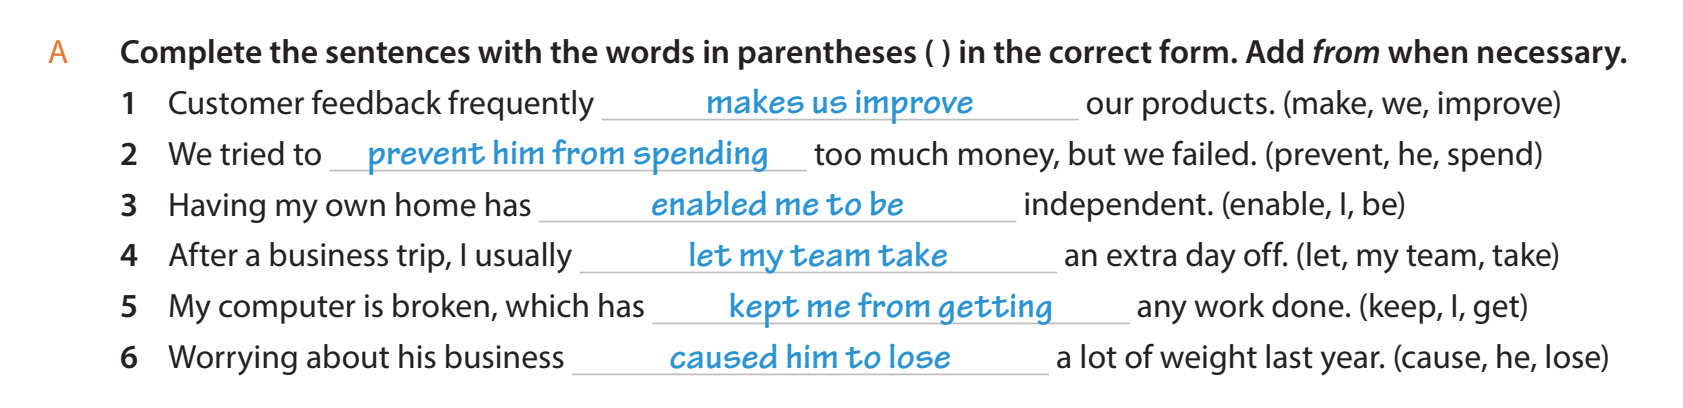 A Complete the sentences with the words in parentheses ( ) in the correct form. Add from when necessary.
1 Customer feedback frequently makes us improve our products. (make, we, improve)
2 We tried to prevent him from spending too much money, but we failed. (prevent, he, spend)
3 Having my own home has enabled me to be independent. (enable, I, be)
4 After a business trip, I usually let my team take an extra day off. (let, my team, take)
5 My computer is broken, which has kept me from getting any work done. (keep, I, get)
6 Worrying about his business caused him to lose a lot of weight last year. (cause, he, lose)